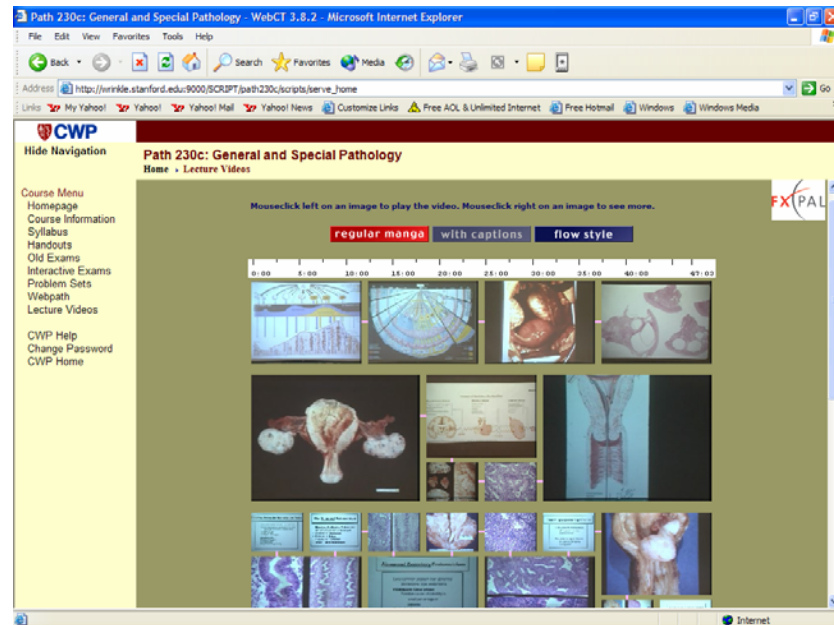 Path 230c: General and Special Pathology - WebCT 3.8.2 - Microsoft Internet Explorer
File Edit View Favorites Tools Help
Back Search Favorites Media
Address http://wrinkle.stanford.edu:9000/SCRIPT/path230c/scripts/serve_home Go
Links My Yahoo! Yahoo! Yahoo! Mail Yahoo! News Customize Links Free AOL & Unlimited Internet Free Hotmail Windows Windows Media
CWP
Hide Navigation
Path 230c: General and Special Pathology
Home Lecture Videos
Course Menu
Homepage
Course Information
Syllabus
Handouts
Old Exams
Interactive Exams
Problem Sets
Webpath
Lecture Videos
CWP Help
Change Password
CWP Home
Mouseclick left on an image to play the video. Mouseclick right on an image to see more.
FXPAL
regular manga with captions flow style
0:00 5:00 10:00 15:00 20:00 25:00 30:00 35:00 40:00 47:00
Internet